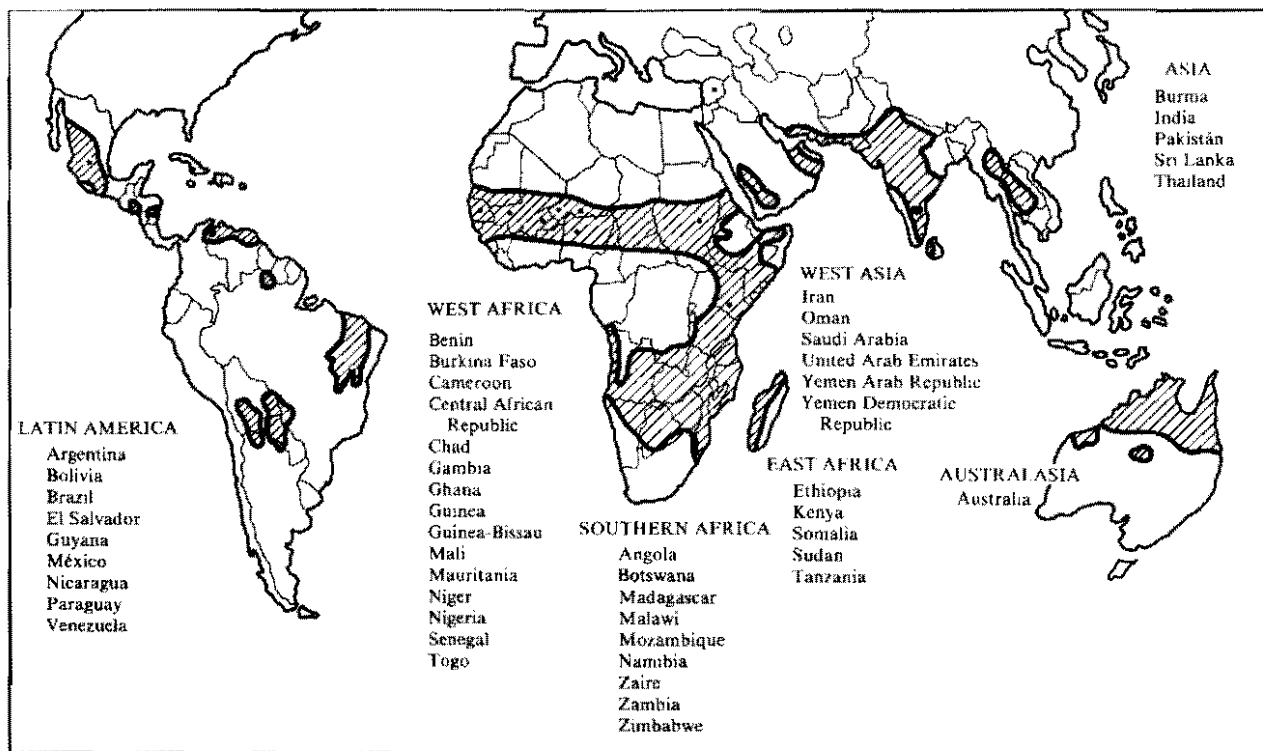 LATIN AMERICA
Argentina
Bolivia
Brazil
El Salvador
Guyana
México
Nicaragua
Paraguay
Venezuela
WEST AFRICA
Benin
Burkina Faso
Cameroon
Central African
Republic
Chad
Gambia
Ghana
Guinea
Guinea-Bissau
Mali
Mauritania
Niger
Nigeria
Senegal
Togo
SOUTHERN AFRICA
Angola
Botswana
Madagascar
Malawi
Mozambique
Namibia
Zaire
Zambia
Zimbabwe
WEST ASIA
Iran
Oman
Saudi Arabia
United Arab Emirates
Yemen Arab Republic
Yemen Democratic
Republic
EAST AFRICA
Ethiopia
Kenya
Somalia
Sudan
Tanzania
ASIA
Burma
India
Pakistán
Sri Lanka
Thailand
AUSTRALASIA
Australia